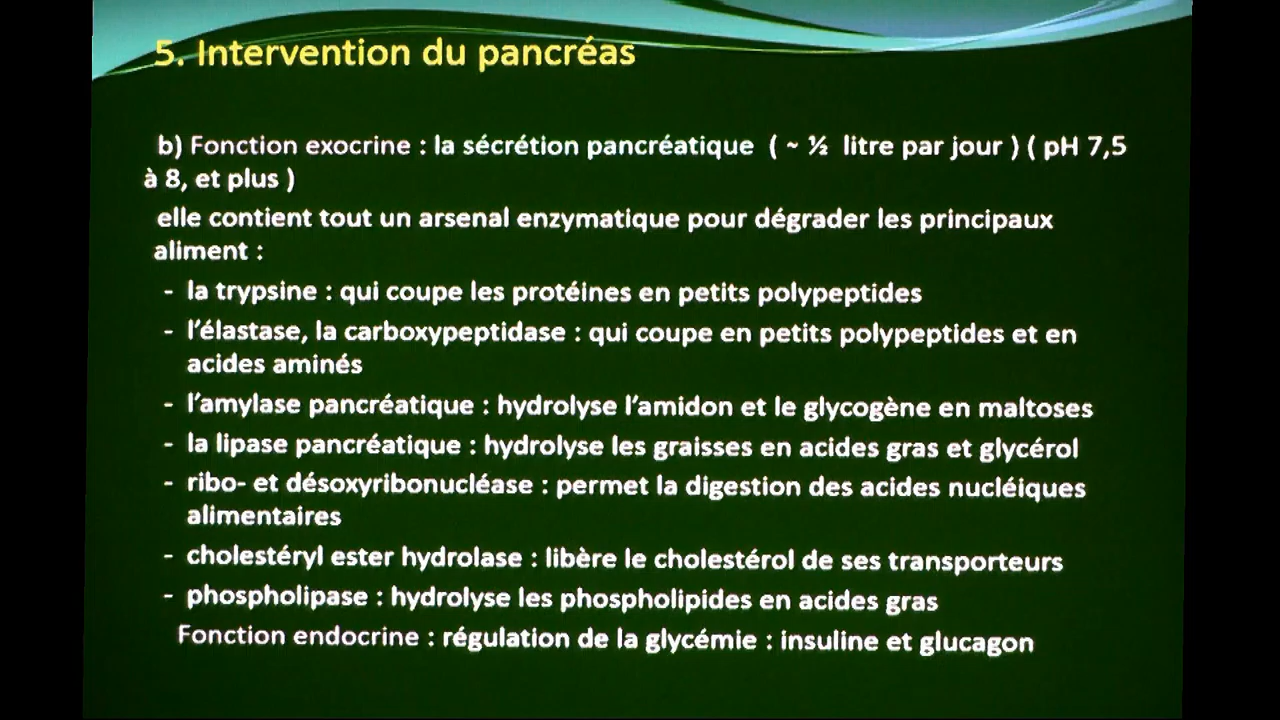 5. Intervention du pancréas
b) Fonction exocrine : la sécrétion pancréatique ( ~ ½ litre par jour ) ( pH 7,5
à 8, et plus )
elle contient tout un arsenal enzymatique pour dégrader les principaux
aliment :
- la trypsine : qui coupe les protéines en petits polypeptides
- l'élastase, la carboxypeptidase : qui coupe en petits polypeptides et en
acides aminés
- l'amylase pancréatique : hydrolyse l'amidon et le glycogène en maltoses
- la lipase pancréatique : hydrolyse les graisses en acides gras et glycérol
- ribo- et désoxyribonucléase : permet la digestion des acides nucléiques
alimentaires
- cholestéryl ester hydrolase : libère le cholestérol de ses transporteurs
- phospholipase : hydrolyse les phospholipides en acides gras
Fonction endocrine : régulation de la glycémie : insuline et glucagon